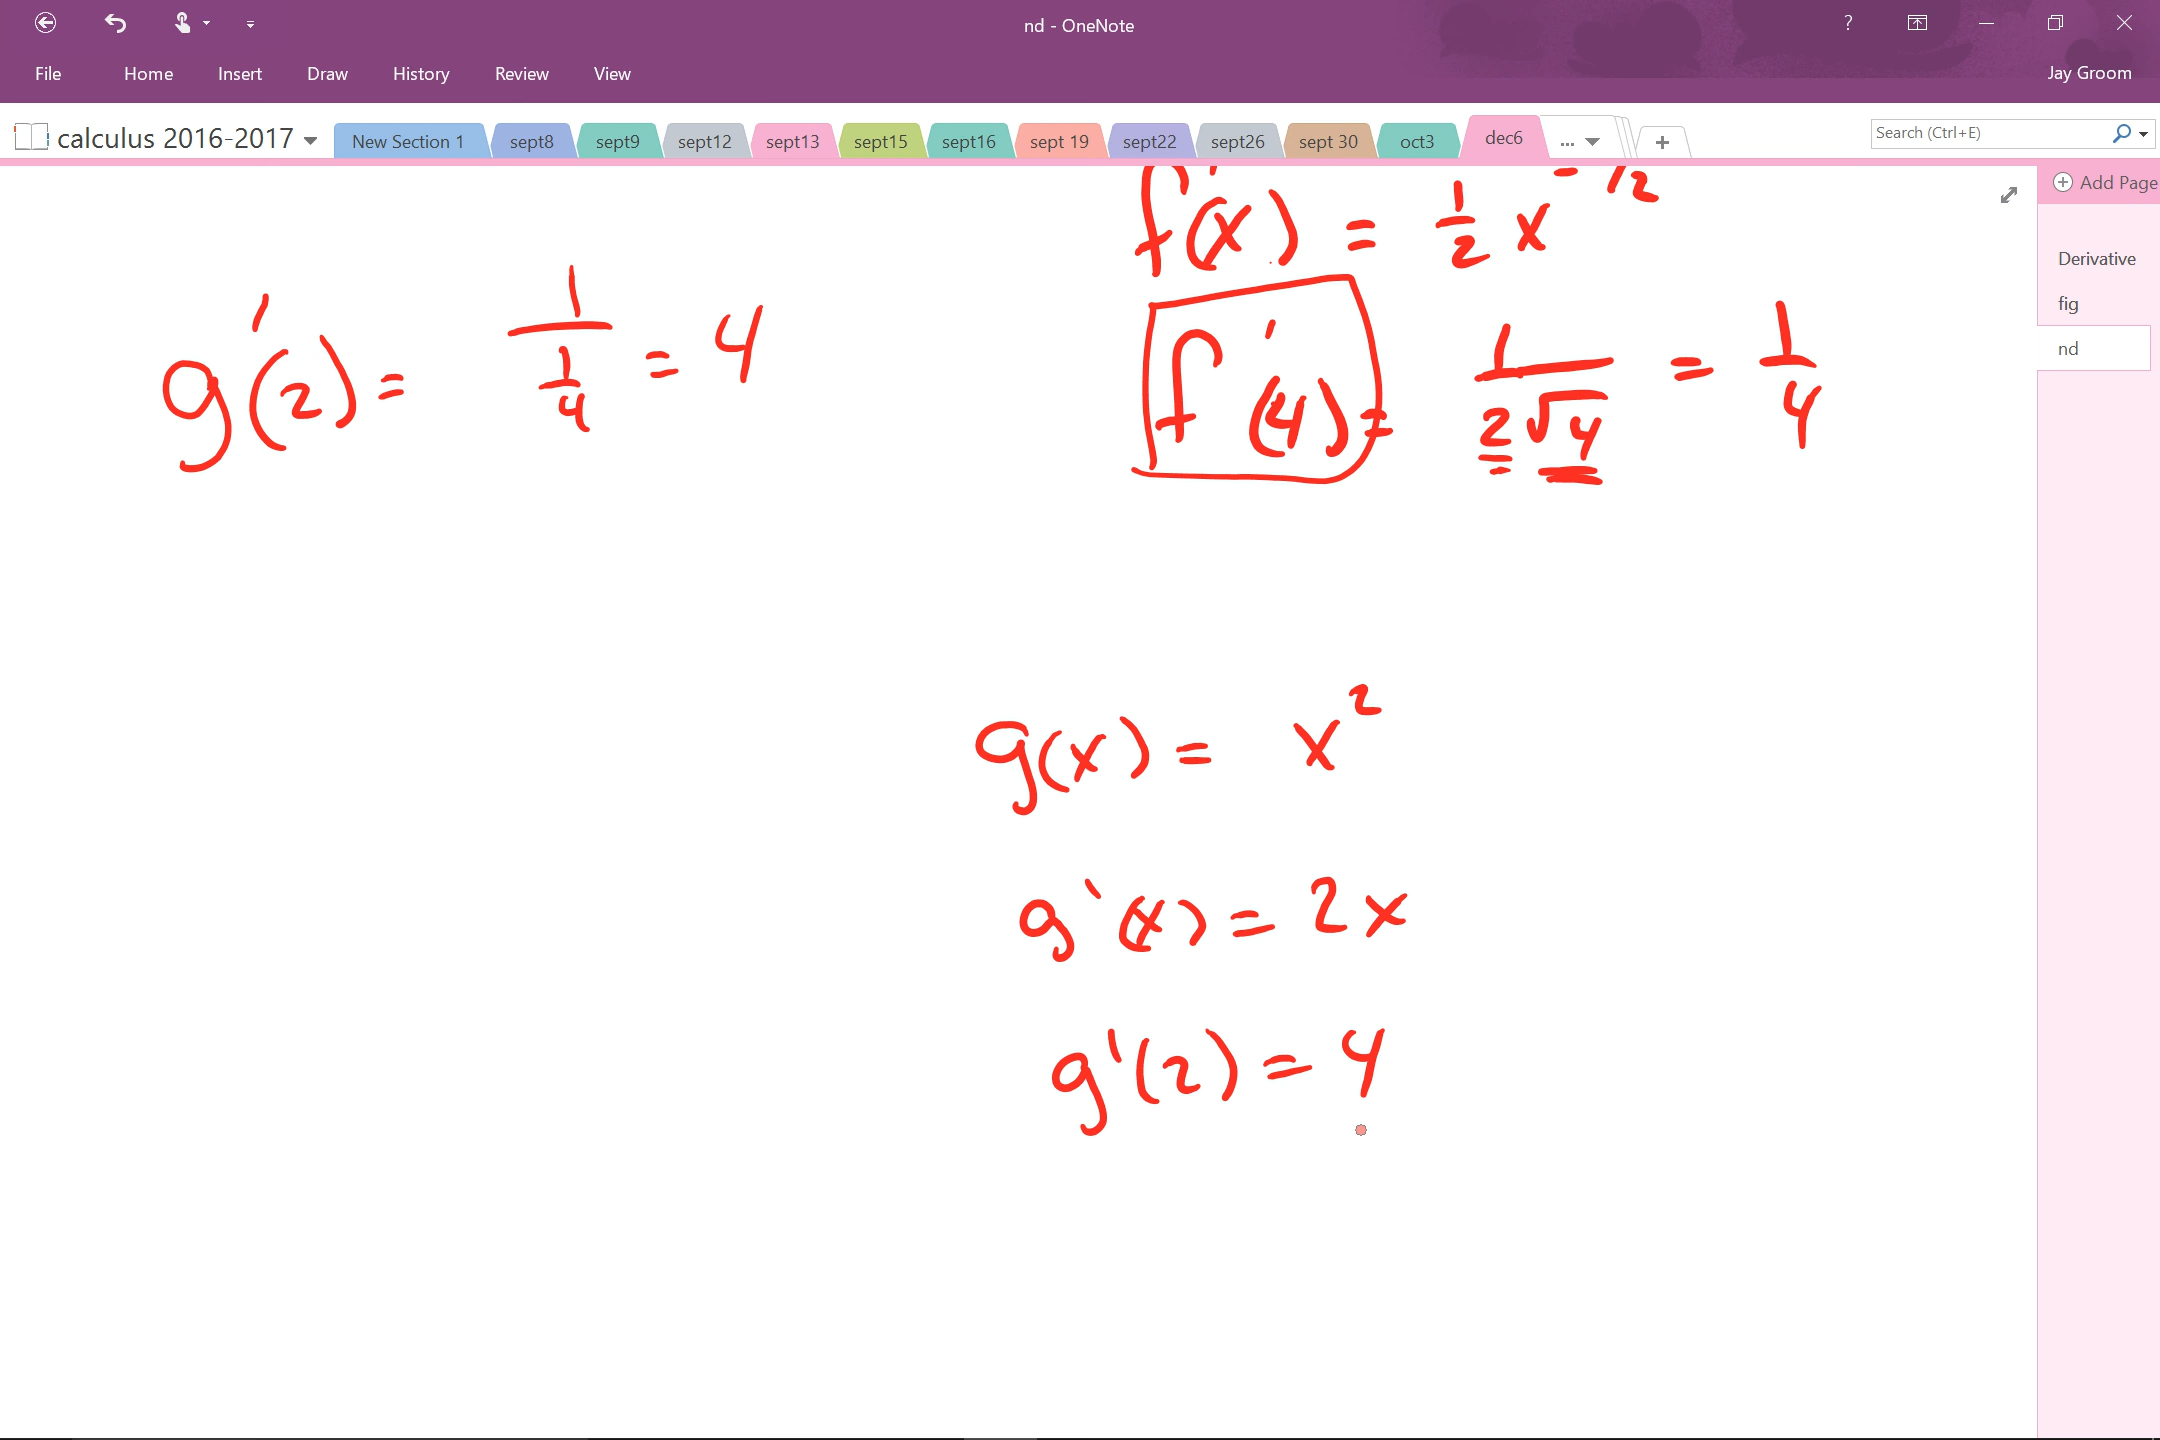 nd - OneNote
?
File Home Insert Draw History Review View
Jay Groom
calculus 2016-2017
New Section 1 sept8 sept9 sept12 sept13 sept15 sept16 sept 19 sept22 sept26 sept 30 oct3 dec6 ... +
Search (Ctrl+E)
Add Page
Derivative
fig
nd
f'(x) = 1/2 x^-1/2
g'(2) = 1/(1/4) = 4
f'(4) = 1/(2√4) = 1/4
g(x) = x²
g'(x) = 2x
g'(2) = 4